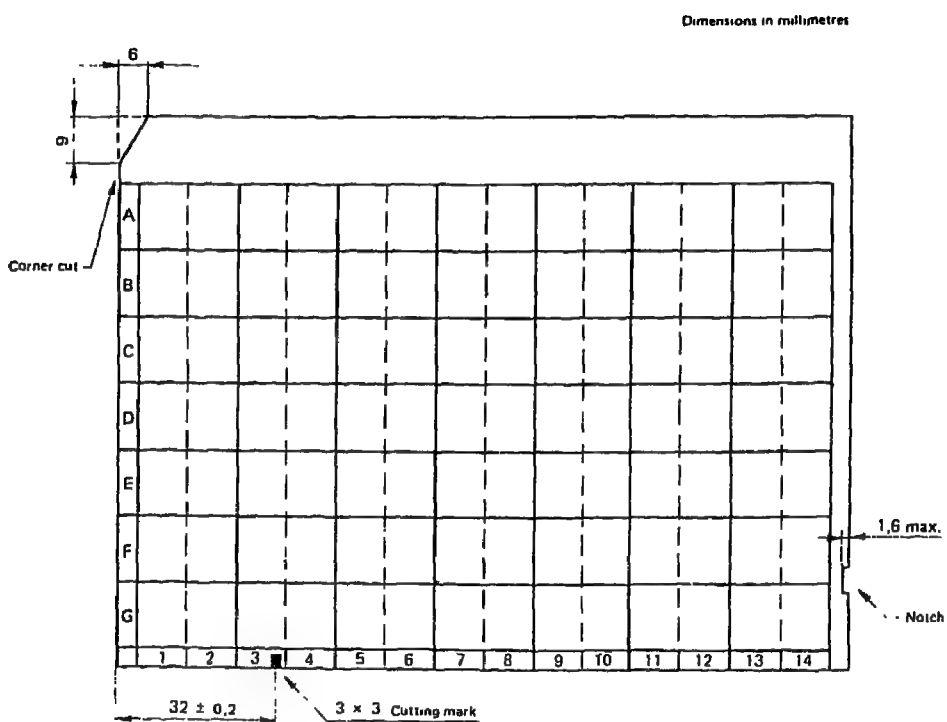 Dimensions in millimetres
6
9
A
Corner cut
B
C
D
E
1,6 max.
F
Notch
G
1 2 3 4 5 6 7 8 9 10 11 12 13 14
32 ± 0,2
3 × 3 Cutting mark